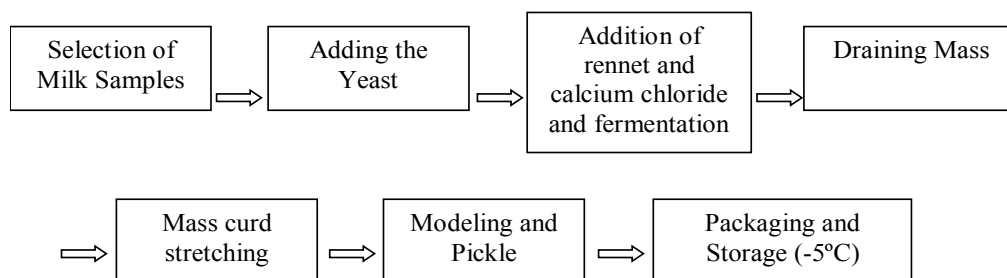 Selection of
Milk Samples
Adding the
Yeast
Addition of
rennet and
calcium chloride
and fermentation
Draining Mass
Mass curd
stretching
Modeling and
Pickle
Packaging and
Storage (-5ºC)